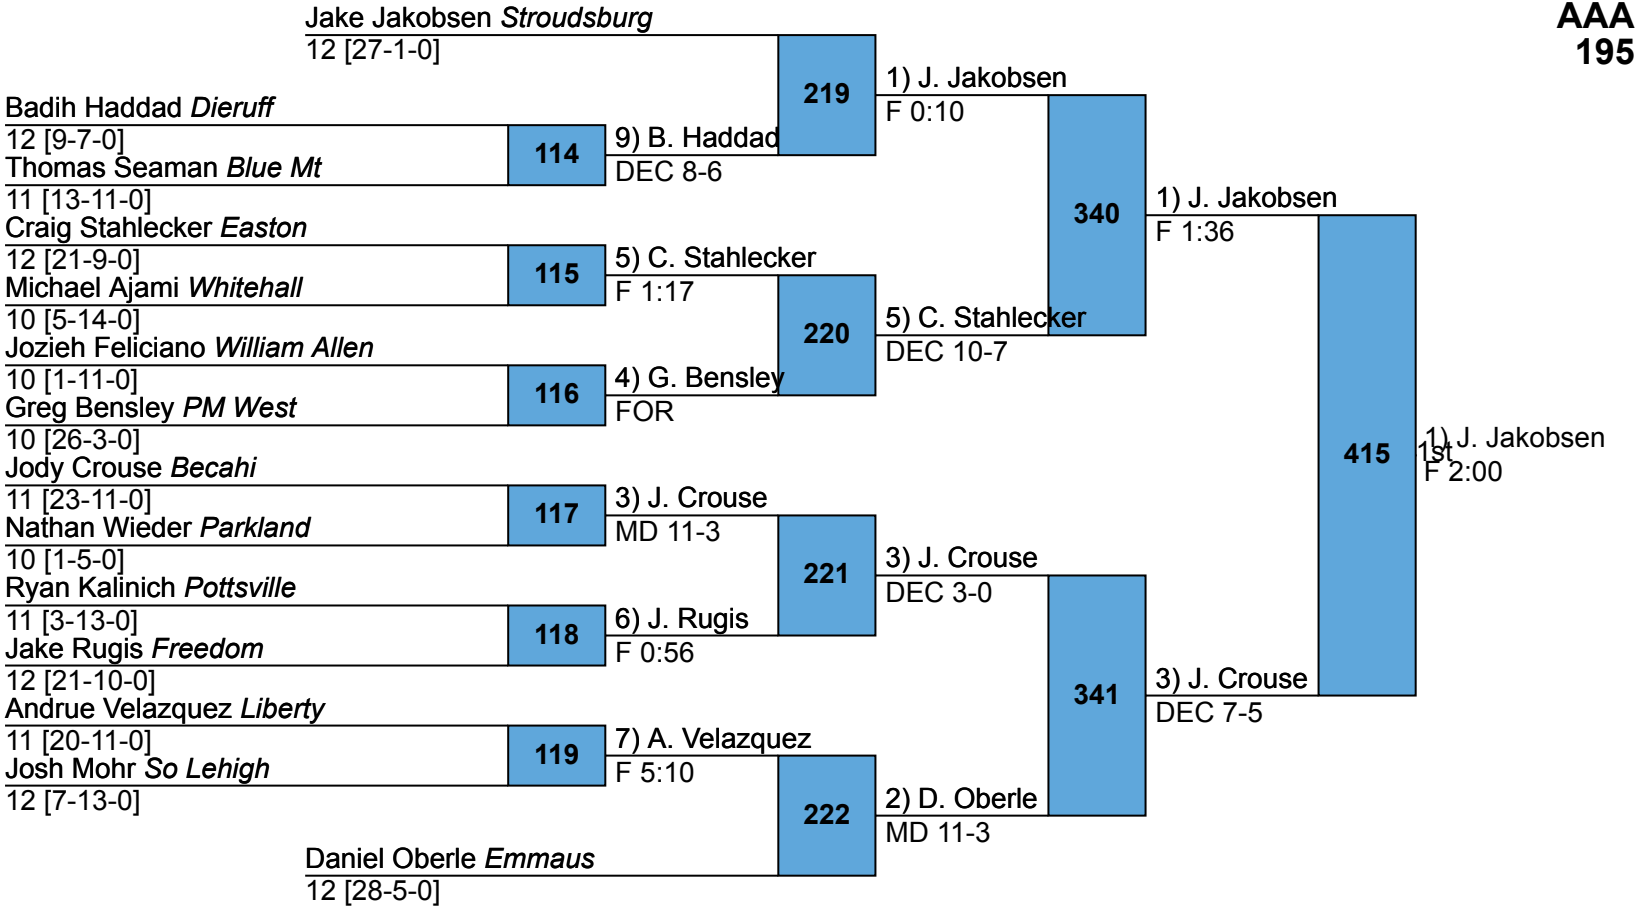 AAA
195
Jake Jakobsen Stroudsburg
12 [27-1-0]
219
1) J. Jakobsen
F 0:10
Badih Haddad Dieruff
12 [9-7-0]
114
9) B. Haddad
DEC 8-6
Thomas Seaman Blue Mt
11 [13-11-0]
340
1) J. Jakobsen
F 1:36
Craig Stahlecker Easton
12 [21-9-0]
115
5) C. Stahlecker
F 1:17
Michael Ajami Whitehall
10 [5-14-0]
220
5) C. Stahlecker
DEC 10-7
Jozieh Feliciano William Allen
10 [1-11-0]
116
4) G. Bensley
FOR
Greg Bensley PM West
10 [26-3-0]
415
1) J. Jakobsen
1st
F 2:00
Jody Crouse Becahi
11 [23-11-0]
117
3) J. Crouse
MD 11-3
Nathan Wieder Parkland
10 [1-5-0]
221
3) J. Crouse
DEC 3-0
Ryan Kalinich Pottsville
11 [3-13-0]
118
6) J. Rugis
F 0:56
Jake Rugis Freedom
12 [21-10-0]
341
3) J. Crouse
DEC 7-5
Andrue Velazquez Liberty
11 [20-11-0]
119
7) A. Velazquez
F 5:10
Josh Mohr So Lehigh
12 [7-13-0]
222
2) D. Oberle
MD 11-3
Daniel Oberle Emmaus
12 [28-5-0]